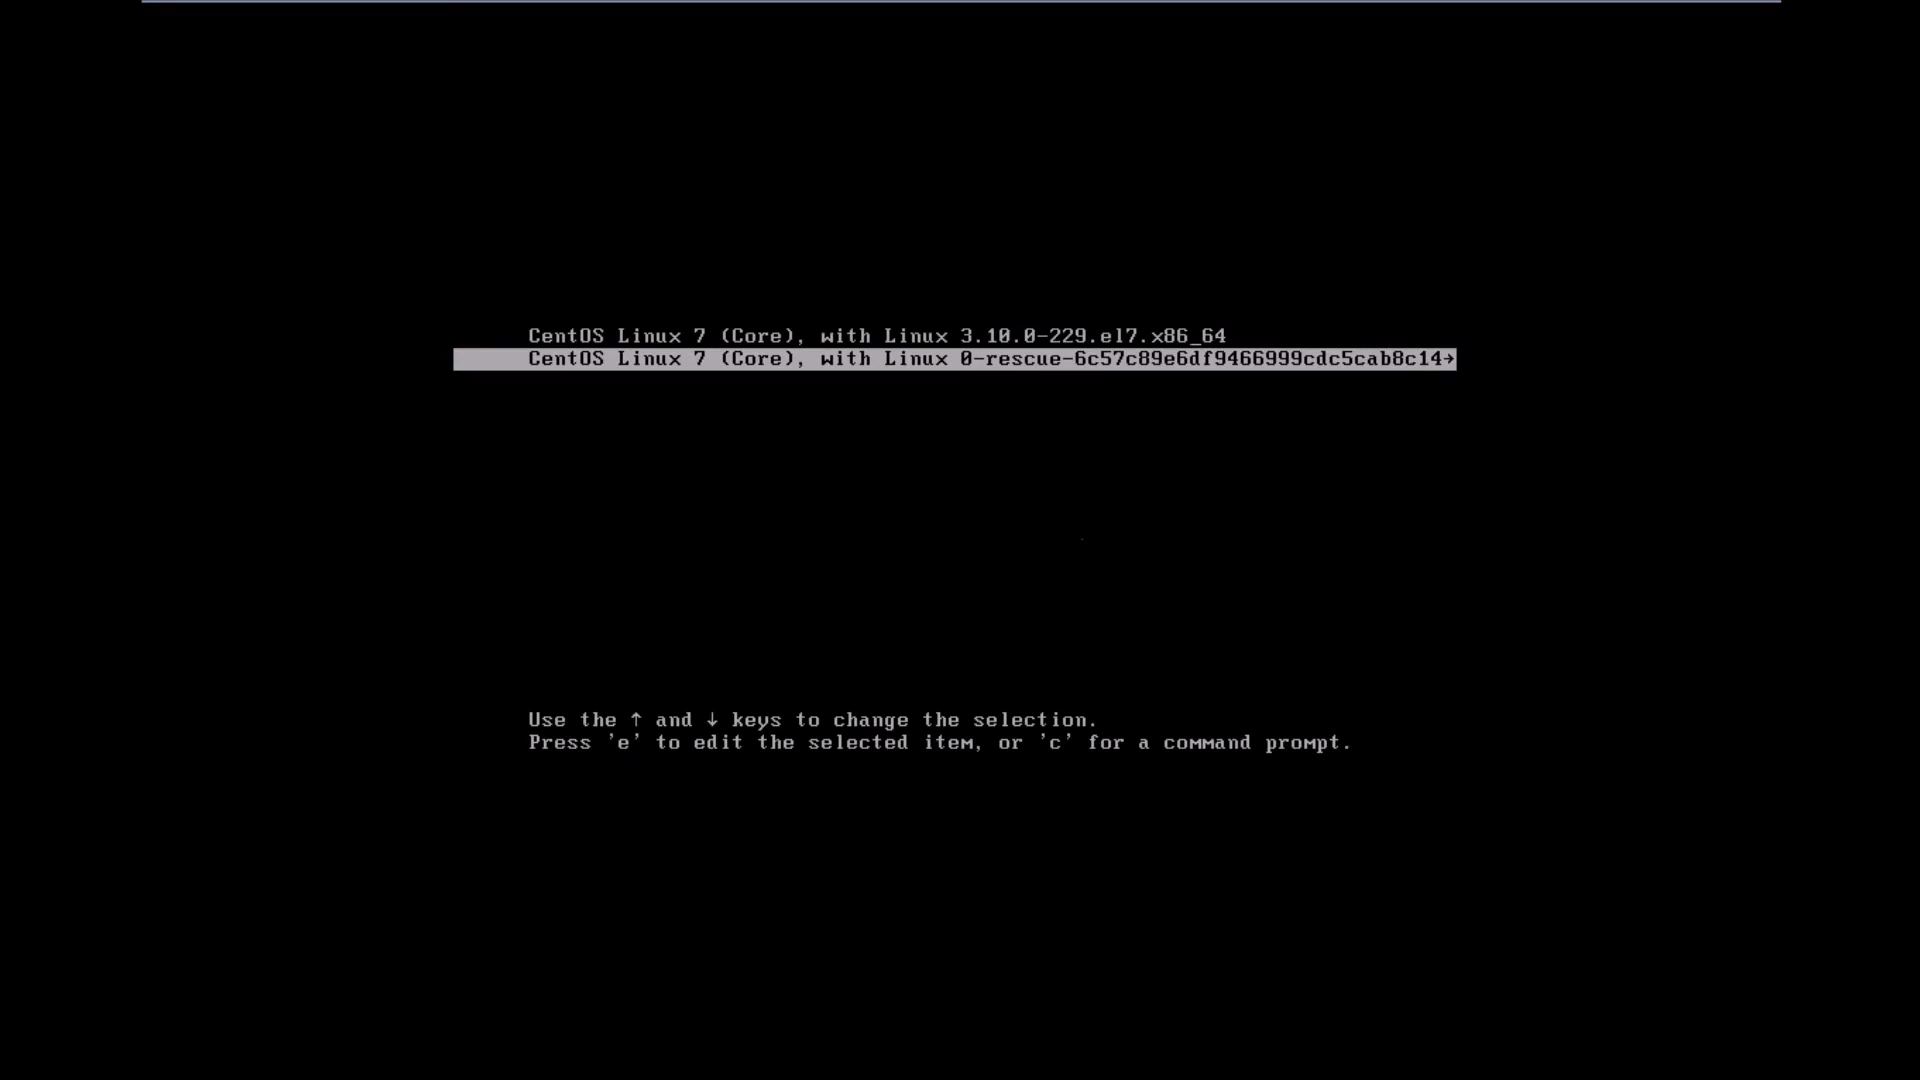 CentOS Linux 7 (Core), with Linux 3.10.0-229.el7.x86_64
CentOS Linux 7 (Core), with Linux 0-rescue-6c57c89e6df9466999cdc5cab8c14→
Use the ↑ and ↓ keys to change the selection.
Press 'e' to edit the selected item, or 'c' for a command prompt.